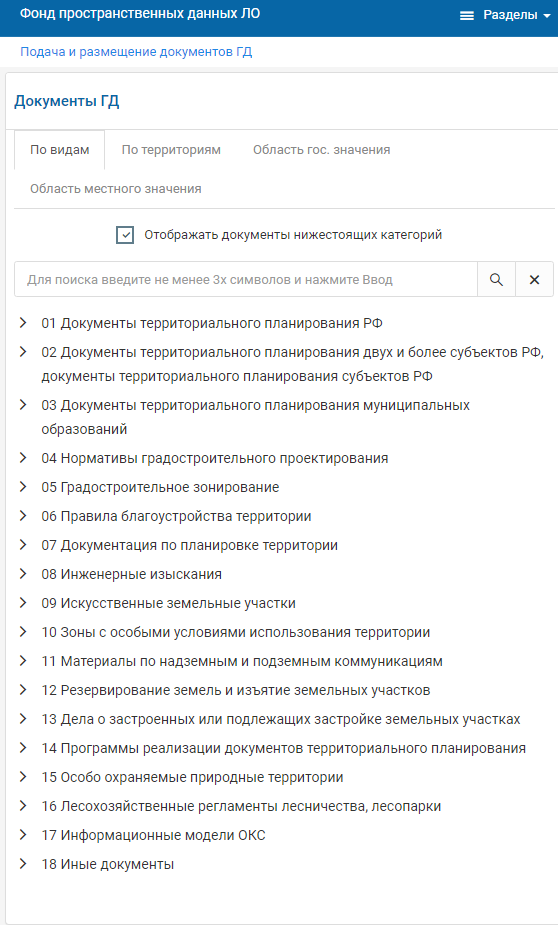 Фонд пространственных данных ЛО
Разделы
Подача и размещение документов ГД
Документы ГД
По видам
По территориям
Область гос. значения
Область местного значения
Отображать документы нижестоящих категорий
Для поиска введите не менее 3х символов и нажмите Ввод
01 Документы территориального планирования РФ
02 Документы территориального планирования двух и более субъектов РФ,
документы территориального планирования субъектов РФ
03 Документы территориального планирования муниципальных
образований
04 Нормативы градостроительного проектирования
05 Градостроительное зонирование
06 Правила благоустройства территории
07 Документация по планировке территории
08 Инженерные изыскания
09 Искусственные земельные участки
10 Зоны с особыми условиями использования территории
11 Материалы по надземным и подземным коммуникациям
12 Резервирование земель и изъятие земельных участков
13 Дела о застроенных или подлежащих застройке земельных участках
14 Программы реализации документов территориального планирования
15 Особо охраняемые природные территории
16 Лесохозяйственные регламенты лесничества, лесопарки
17 Информационные модели ОКС
18 Иные документы